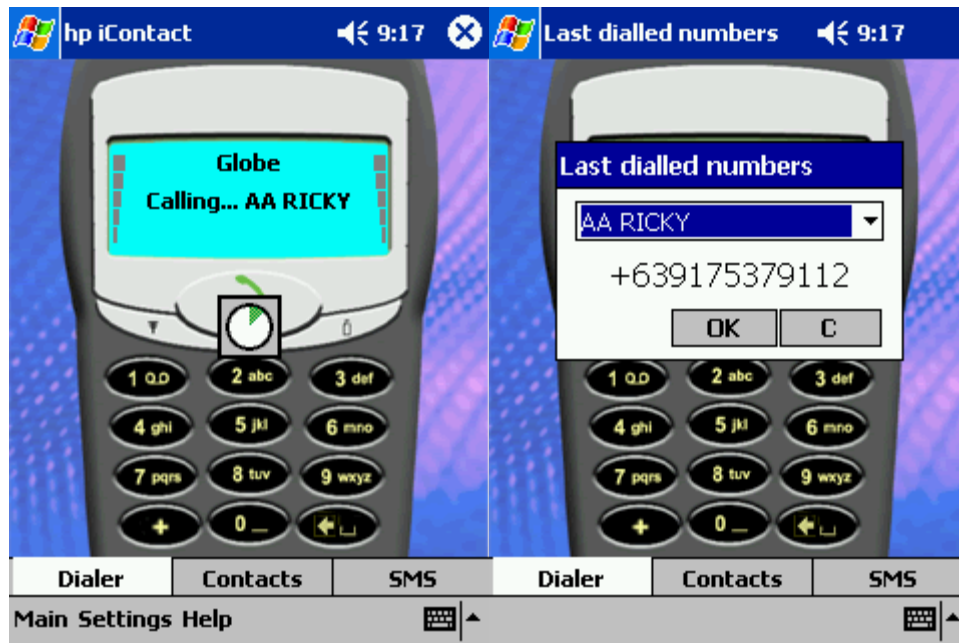 hp iContact 9:17
Globe
Calling... AA RICKY
1 QD 2 abc 3 def
4 ghi 5 jkl 6 mno
7 pqrs 8 tuv 9 wxyz
+ 0 _
Dialer Contacts SMS
Main Settings Help
Last dialled numbers 9:17
Last dialled numbers
AA RICKY
+639175379112
OK C
1 QD 2 abc 3 def
4 ghi 5 jkl 6 mno
7 pqrs 8 tuv 9 wxyz
+ 0 _
Dialer Contacts SMS